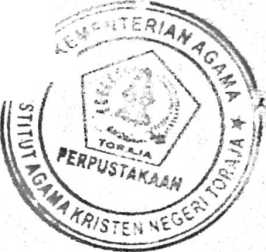 KEMENTERIAN AGAMA
STITUT AGAMA KRISTEN NEGERI TORAJA
TORAJA
PERPUSTAKAAN